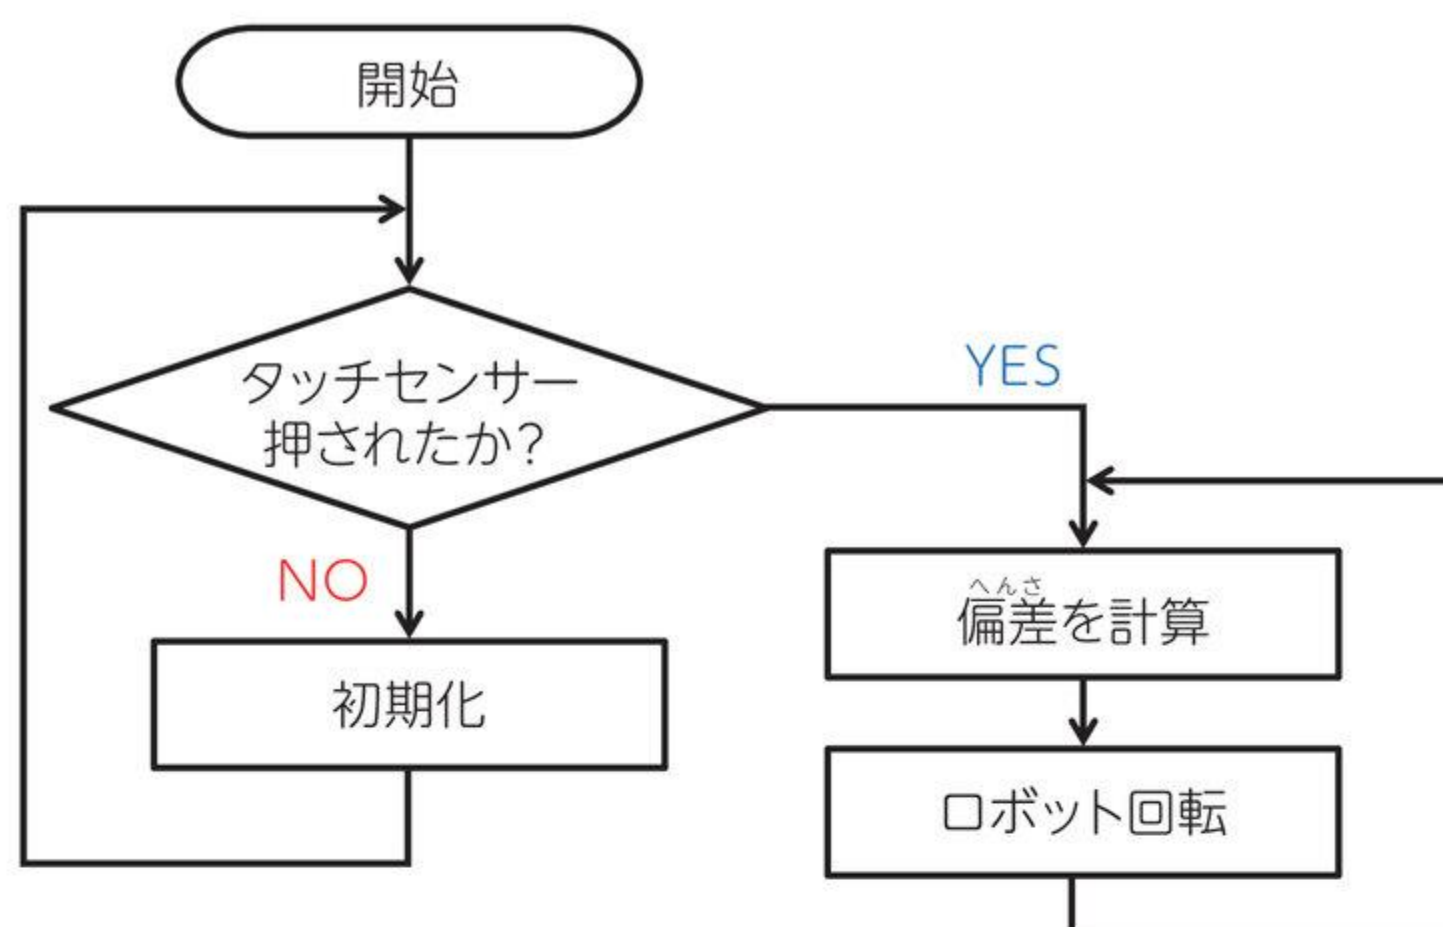 開始
タッチセンサー
押されたか?
YES
NO
へんさ
偏差を計算
初期化
ロボット回転